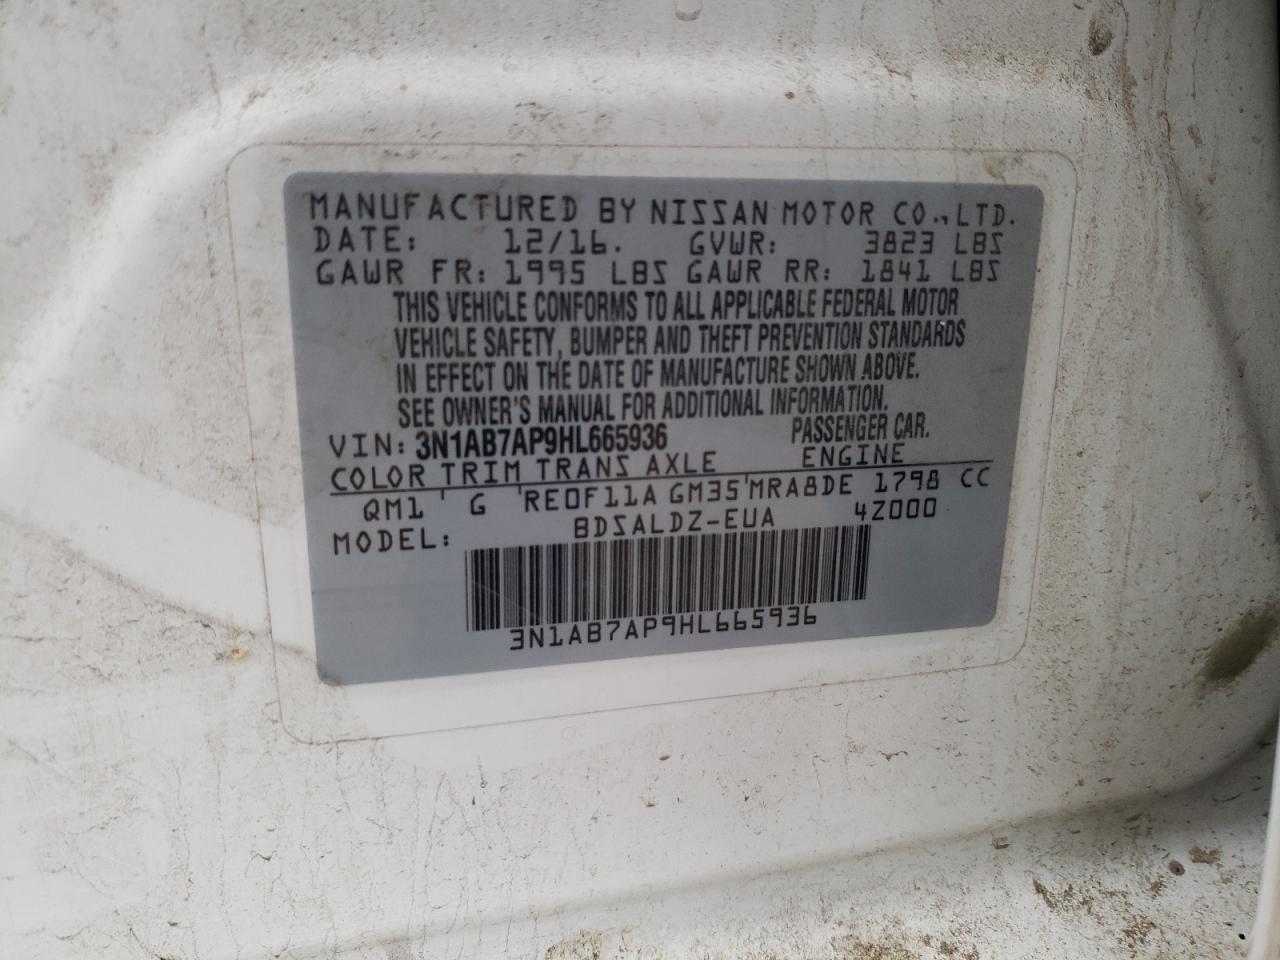 MANUFACTURED BY NISSAN MOTOR CO., LTD.
DATE: 12/16. GVWR: 3823 LBS
GAWR FR: 1995 LBS GAWR RR: 1841 LBS
THIS VEHICLE CONFORMS TO ALL APPLICABLE FEDERAL MOTOR
VEHICLE SAFETY, BUMPER AND THEFT PREVENTION STANDARDS
IN EFFECT ON THE DATE OF MANUFACTURE SHOWN ABOVE.
SEE OWNER'S MANUAL FOR ADDITIONAL INFORMATION.
VIN: 3N1AB7AP9HL665936 PASSENGER CAR.
COLOR TRIM TRANS AXLE ENGINE
QM1 G RE0F11A GM35 MRA8DE 1798 CC
MODEL: BDSALDZ-EUA 4Z000
3N1AB7AP9HL665936